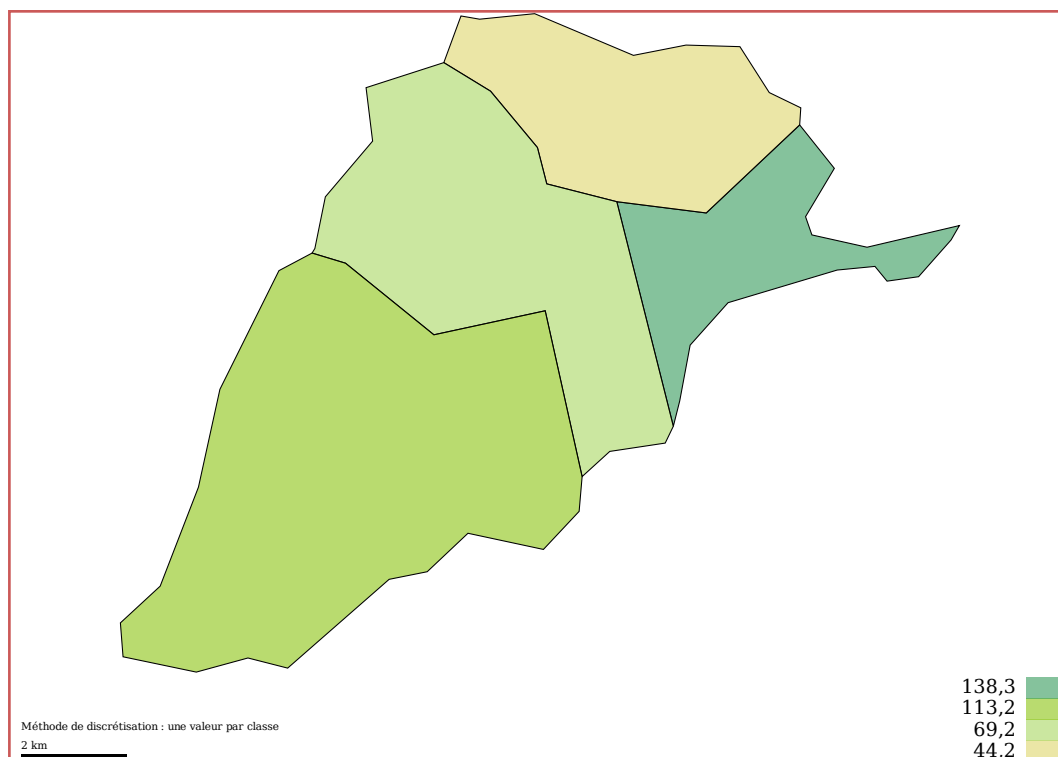 138,3
113,2
69,2
44,2
Méthode de discrétisation : une valeur par classe
2 km